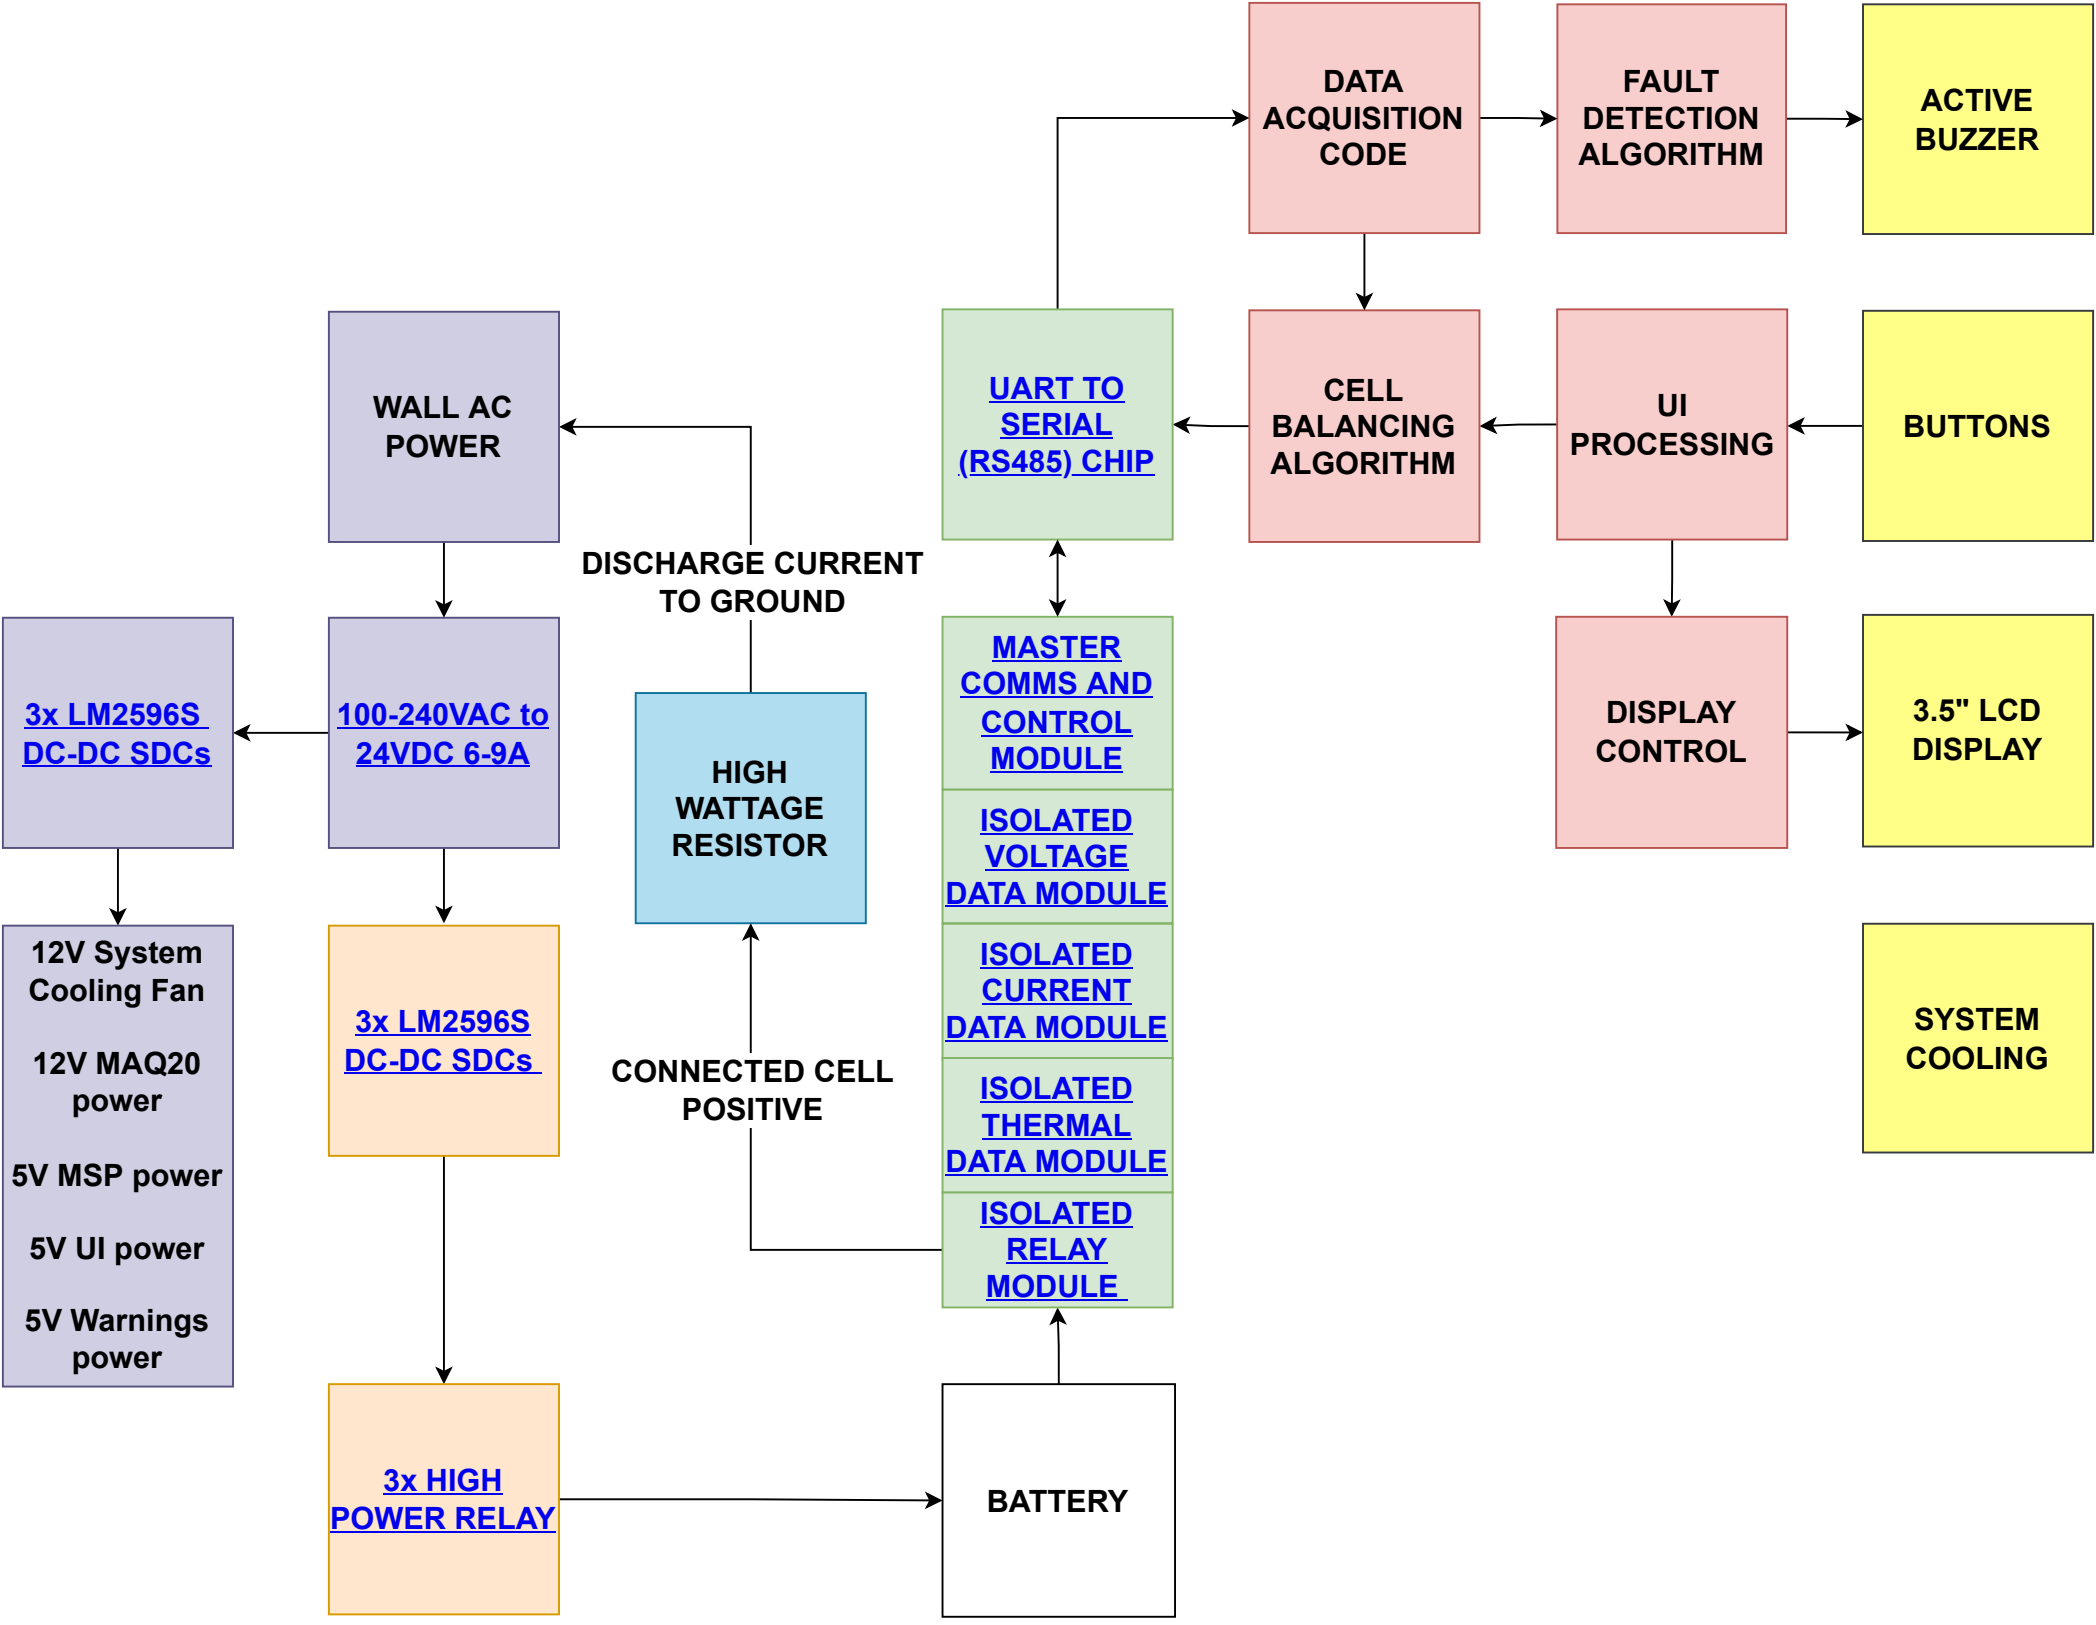 DATA
ACQUISITION
CODE
FAULT
DETECTION
ALGORITHM
ACTIVE
BUZZER
WALL AC
POWER
UART TO
SERIAL
(RS485) CHIP
CELL
BALANCING
ALGORITHM
UI
PROCESSING
BUTTONS
DISCHARGE CURRENT
TO GROUND
3x LM2596S
DC-DC SDCs
100-240VAC to
24VDC 6-9A
HIGH
WATTAGE
RESISTOR
MASTER
COMMS AND
CONTROL
MODULE
ISOLATED
VOLTAGE
DATA MODULE
ISOLATED
CURRENT
DATA MODULE
ISOLATED
THERMAL
DATA MODULE
ISOLATED
RELAY
MODULE
DISPLAY
CONTROL
3.5" LCD
DISPLAY
12V System
Cooling Fan
12V MAQ20
power
5V MSP power
5V UI power
5V Warnings
power
3x LM2596S
DC-DC SDCs
CONNECTED CELL
POSITIVE
SYSTEM
COOLING
3x HIGH
POWER RELAY
BATTERY